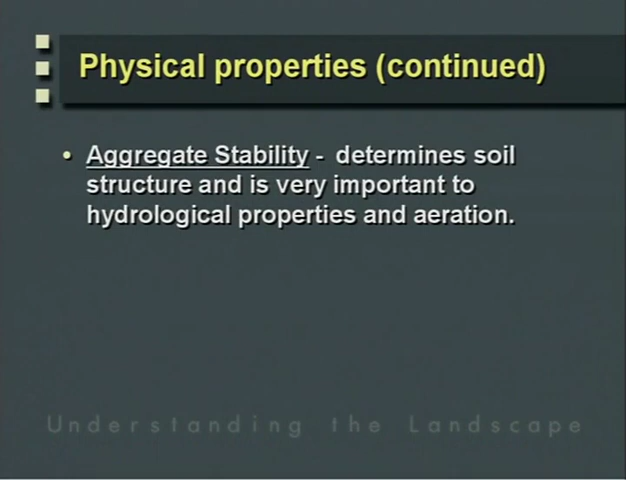 Physical properties (continued)
• Aggregate Stability - determines soil
structure and is very important to
hydrological properties and aeration.
Understanding the Landscape